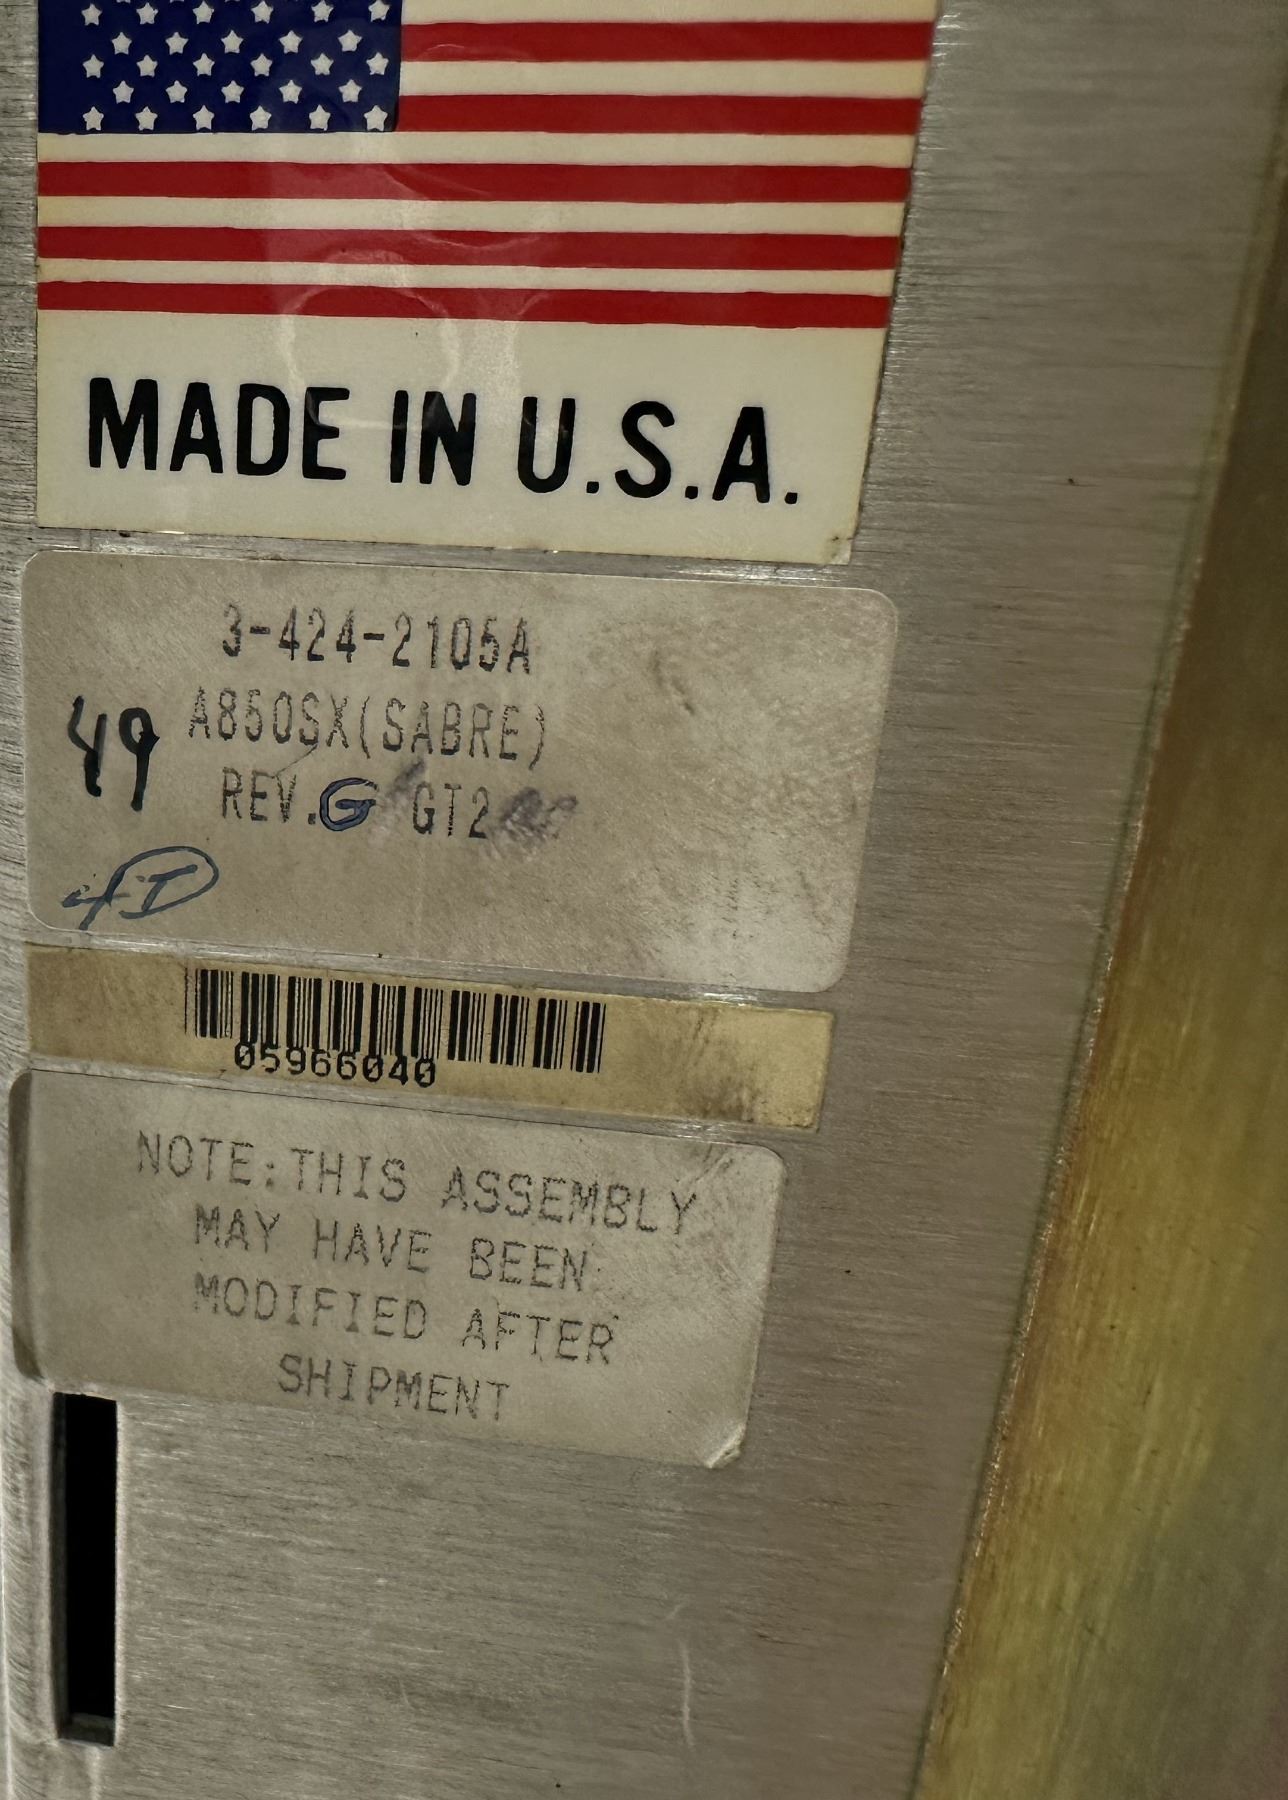 MADE IN U.S.A.
3-424-2105A
A850SX(SABRE)
49
REV.G GT2
05966040
NOTE:THIS ASSEMBLY
MAY HAVE BEEN
MODIFIED AFTER
SHIPMENT